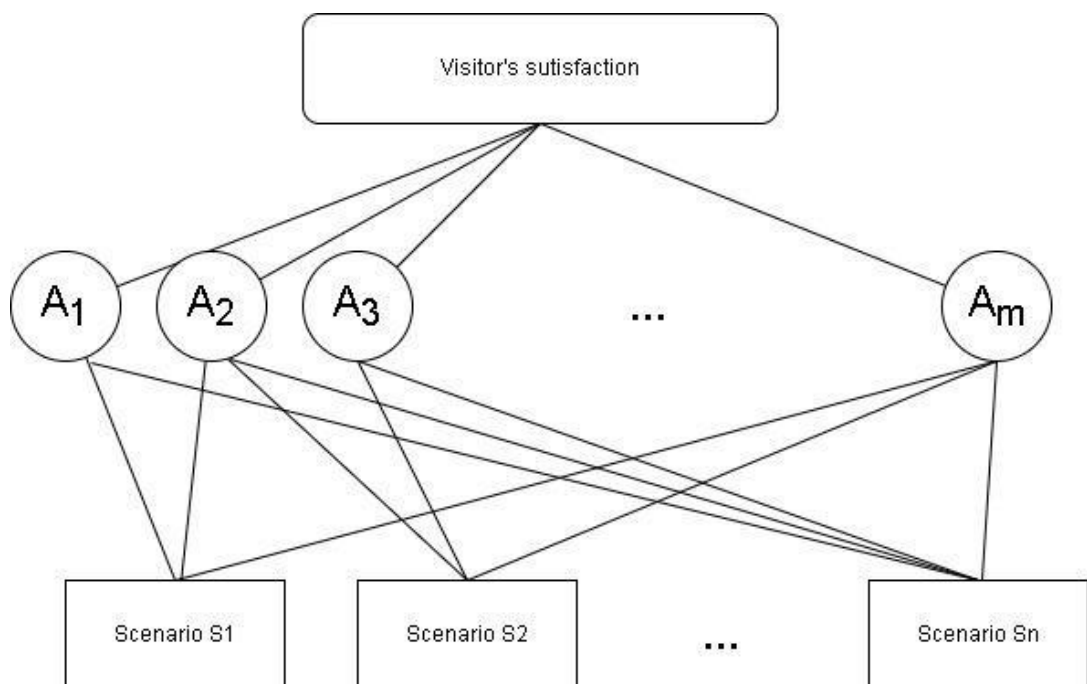 Visitor's sutisfaction
A1 A2 A3 ... Am
Scenario S1 Scenario S2 ... Scenario Sn